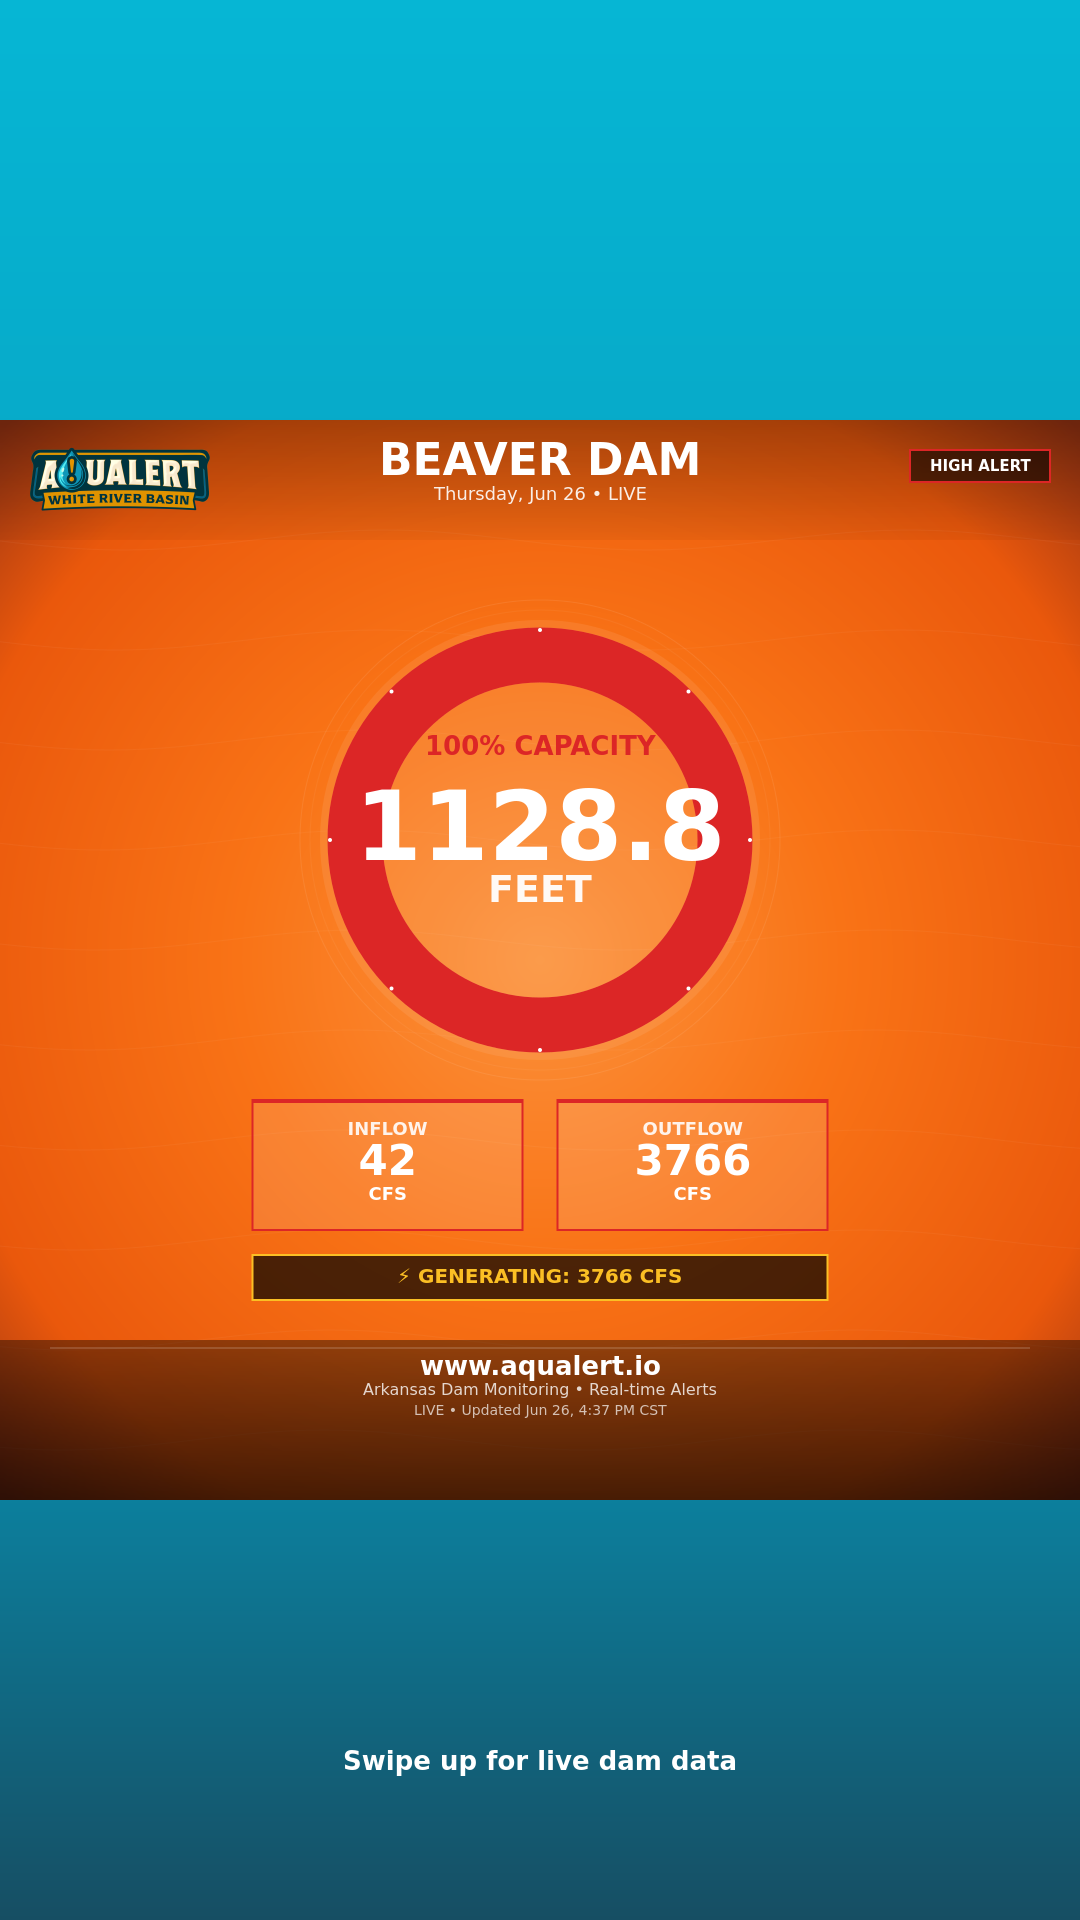 AQUALERT
WHITE RIVER BASIN
BEAVER DAM
Thursday, Jun 26 • LIVE
HIGH ALERT
100% CAPACITY
1128.8
FEET
INFLOW
42
CFS
OUTFLOW
3766
CFS
⚡ GENERATING: 3766 CFS
www.aqualert.io
Arkansas Dam Monitoring • Real-time Alerts
LIVE • Updated Jun 26, 4:37 PM CST
Swipe up for live dam data